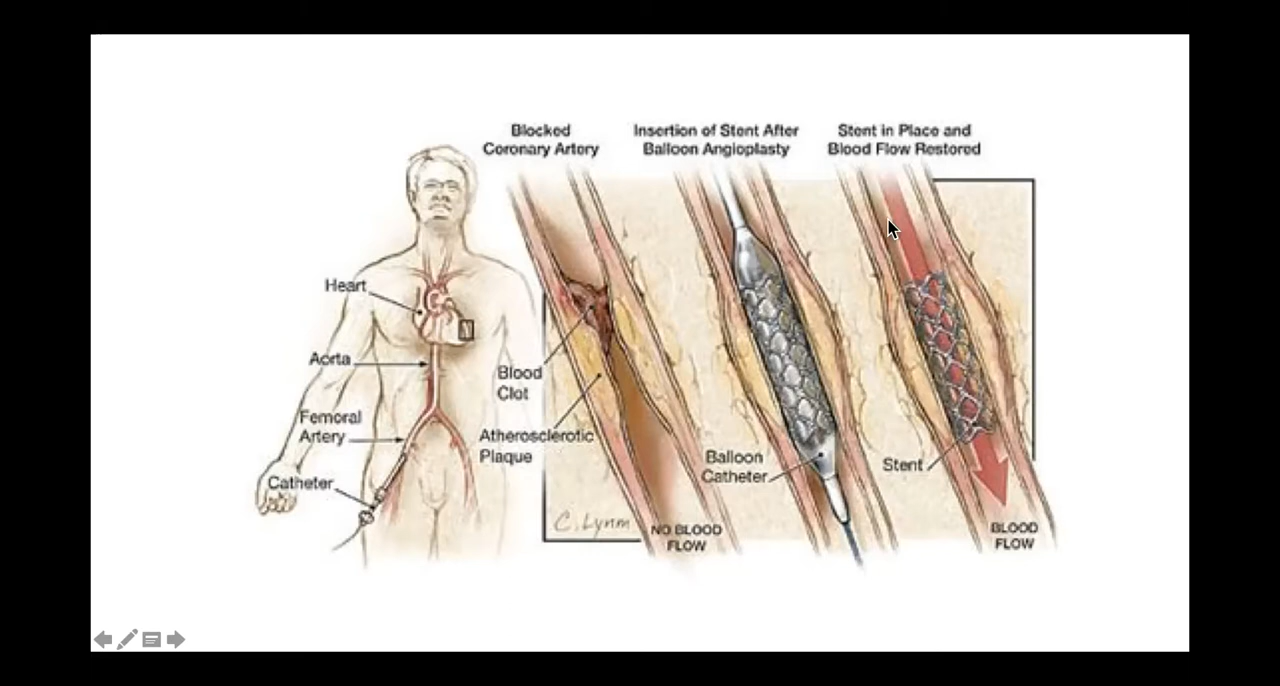 Blocked
Coronary Artery
Insertion of Stent After
Balloon Angioplasty
Stent in Place and
Blood Flow Restored
Heart
Aorta
Femoral
Artery
Catheter
Blood
Clot
Atherosclerotic
Plaque
Balloon
Catheter
Stent
C. Lynm
NO BLOOD
FLOW
BLOOD
FLOW